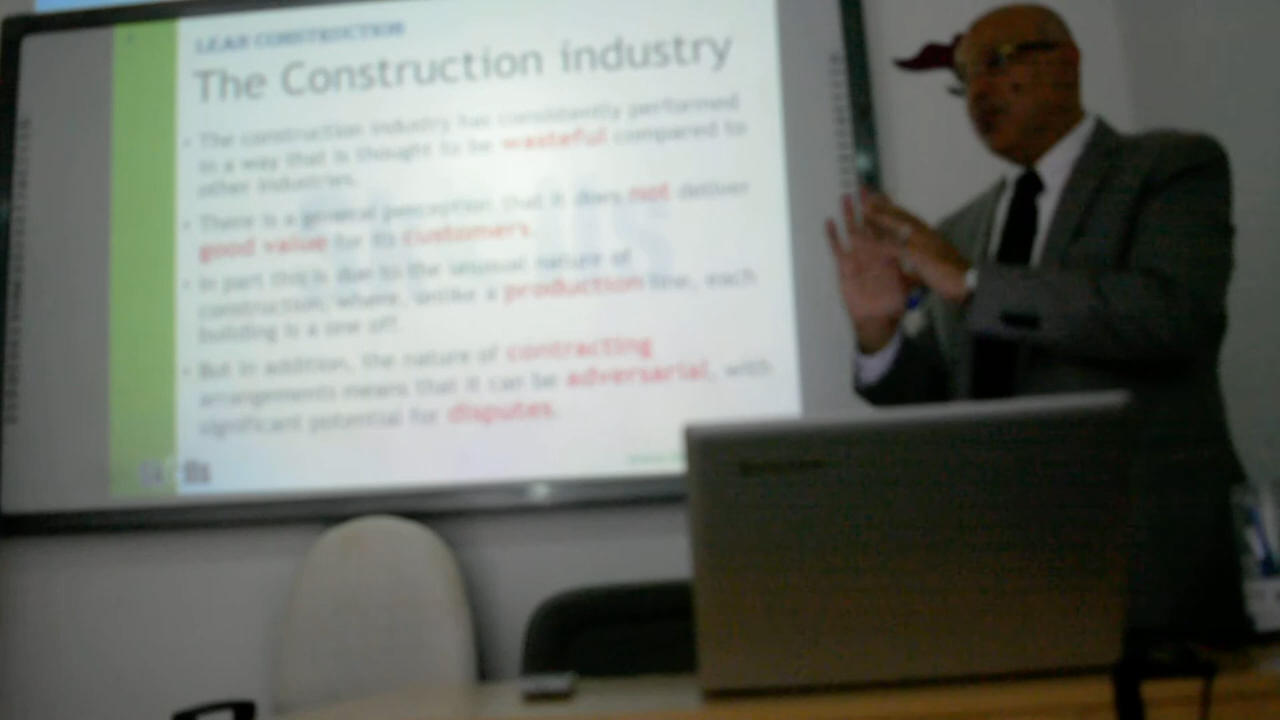 LEAN CONSTRUCTION
The Construction industry
• The construction industry has consistently performed
in a way that is thought to be wasteful compared to
other industries.
• There is a general perception that it does not deliver
good value for its customers.
• In part this is due to the unusual nature of
construction, where, unlike a production line, each
building is a one off.
• But in addition, the nature of contracting
arrangements means that it can be adversarial, with
significant potential for disputes.